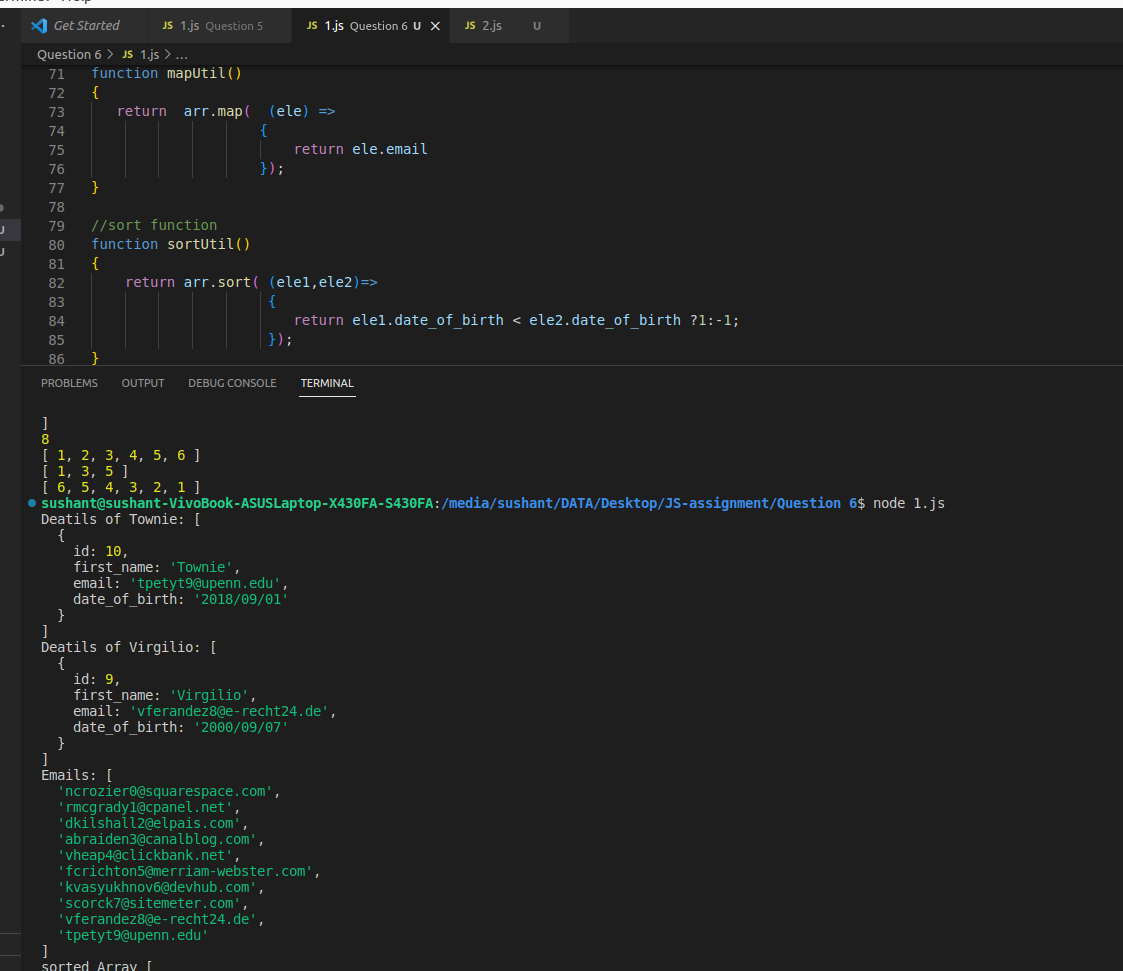 Get Started JS 1.js Question 5 JS 1.js Question 6 U × JS 2.js U
Question 6 > JS 1.js > ...
71 function mapUtil()
72 {
73 return arr.map( (ele) =>
74 {
75 return ele.email
76 });
77 }
78
79 //sort function
80 function sortUtil()
81 {
82 return arr.sort( (ele1,ele2)=>
83 {
84 return ele1.date_of_birth < ele2.date_of_birth ?1:-1;
85 });
86 }
PROBLEMS OUTPUT DEBUG CONSOLE TERMINAL
]
8
[ 1, 2, 3, 4, 5, 6 ]
[ 1, 3, 5 ]
[ 6, 5, 4, 3, 2, 1 ]
sushant@sushant-VivoBook-ASUSLaptop-X430FA-S430FA:/media/sushant/DATA/Desktop/JS-assignment/Question 6$ node 1.js
Deatils of Townie: [
{
id: 10,
first_name: 'Townie',
email: 'tpetyt9@upenn.edu',
date_of_birth: '2018/09/01'
}
]
Deatils of Virgilio: [
{
id: 9,
first_name: 'Virgilio',
email: 'vferandez8@e-recht24.de',
date_of_birth: '2000/09/07'
}
]
Emails: [
'ncrozier0@squarespace.com',
'rmcgrady1@cpanel.net',
'dkilshall2@elpais.com',
'abraiden3@canalblog.com',
'vheap4@clickbank.net',
'fcrichton5@merriam-webster.com',
'kvasyukhnov6@devhub.com',
'scorck7@sitemeter.com',
'vferandez8@e-recht24.de',
'tpetyt9@upenn.edu'
]
sorted Array [